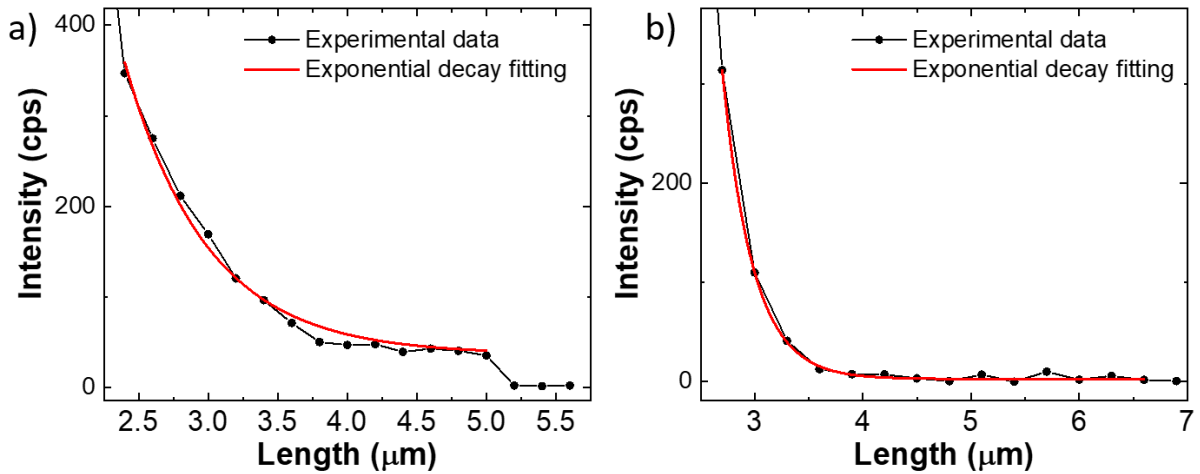 a)
Experimental data
Exponential decay fitting
Intensity (cps)
400
200
0
2.5 3.0 3.5 4.0 4.5 5.0 5.5
Length (μm)
b)
Experimental data
Exponential decay fitting
Intensity (cps)
200
0
3 4 5 6 7
Length (μm)